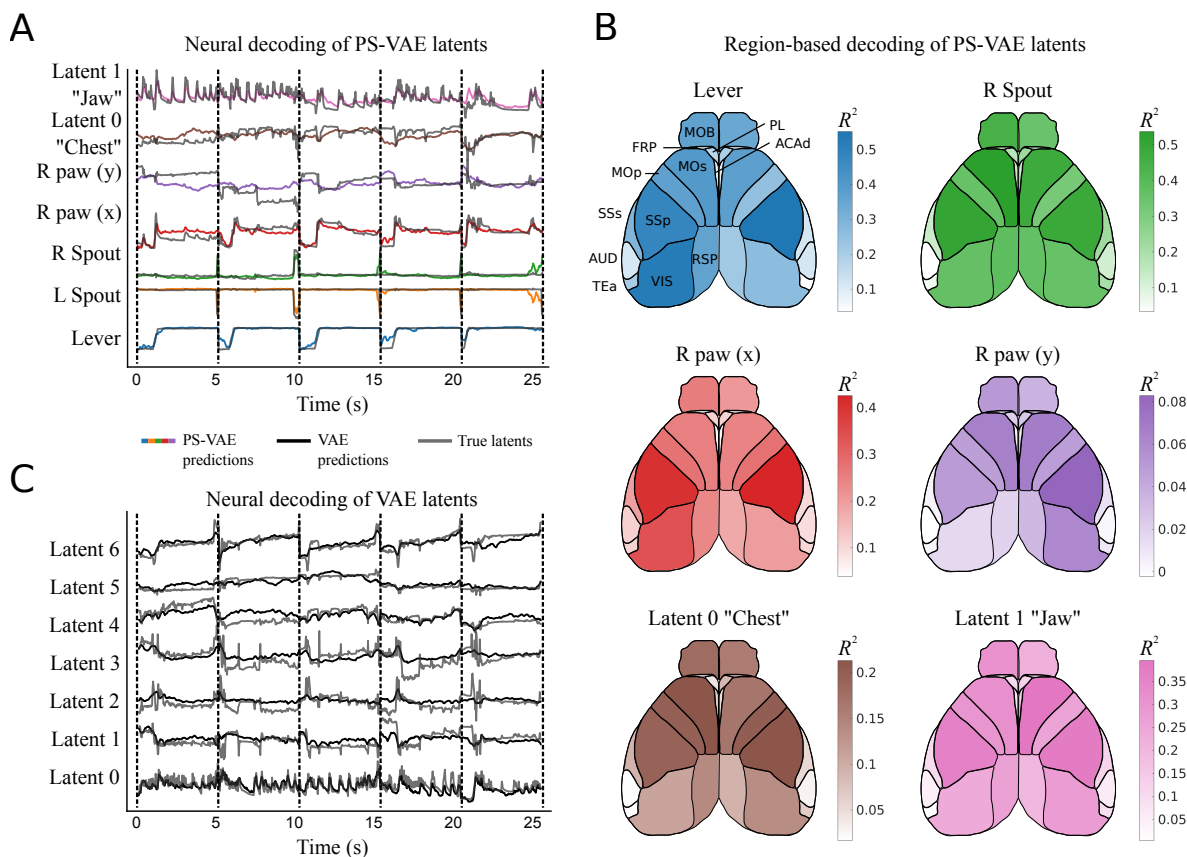 A
Neural decoding of PS-VAE latents
Latent 1
"Jaw"
Latent 0
"Chest"
R paw (y)
R paw (x)
R Spout
L Spout
Lever
0 5 10 15 20 25
Time (s)
PS-VAE
predictions
VAE
predictions
True latents
C
Neural decoding of VAE latents
Latent 6
Latent 5
Latent 4
Latent 3
Latent 2
Latent 1
Latent 0
0 5 10 15 20 25
Time (s)
B
Region-based decoding of PS-VAE latents
Lever
MOB
PL
FRP
ACAd
MOp
MOs
SSs
SSp
AUD
RSP
TEa
VIS
R²
0.5
0.4
0.3
0.2
0.1
R Spout
R²
0.5
0.4
0.3
0.2
0.1
R paw (x)
R²
0.4
0.3
0.2
0.1
R paw (y)
R²
0.08
0.06
0.04
0.02
0
Latent 0 "Chest"
R²
0.2
0.15
0.1
0.05
Latent 1 "Jaw"
R²
0.35
0.3
0.25
0.2
0.15
0.1
0.05